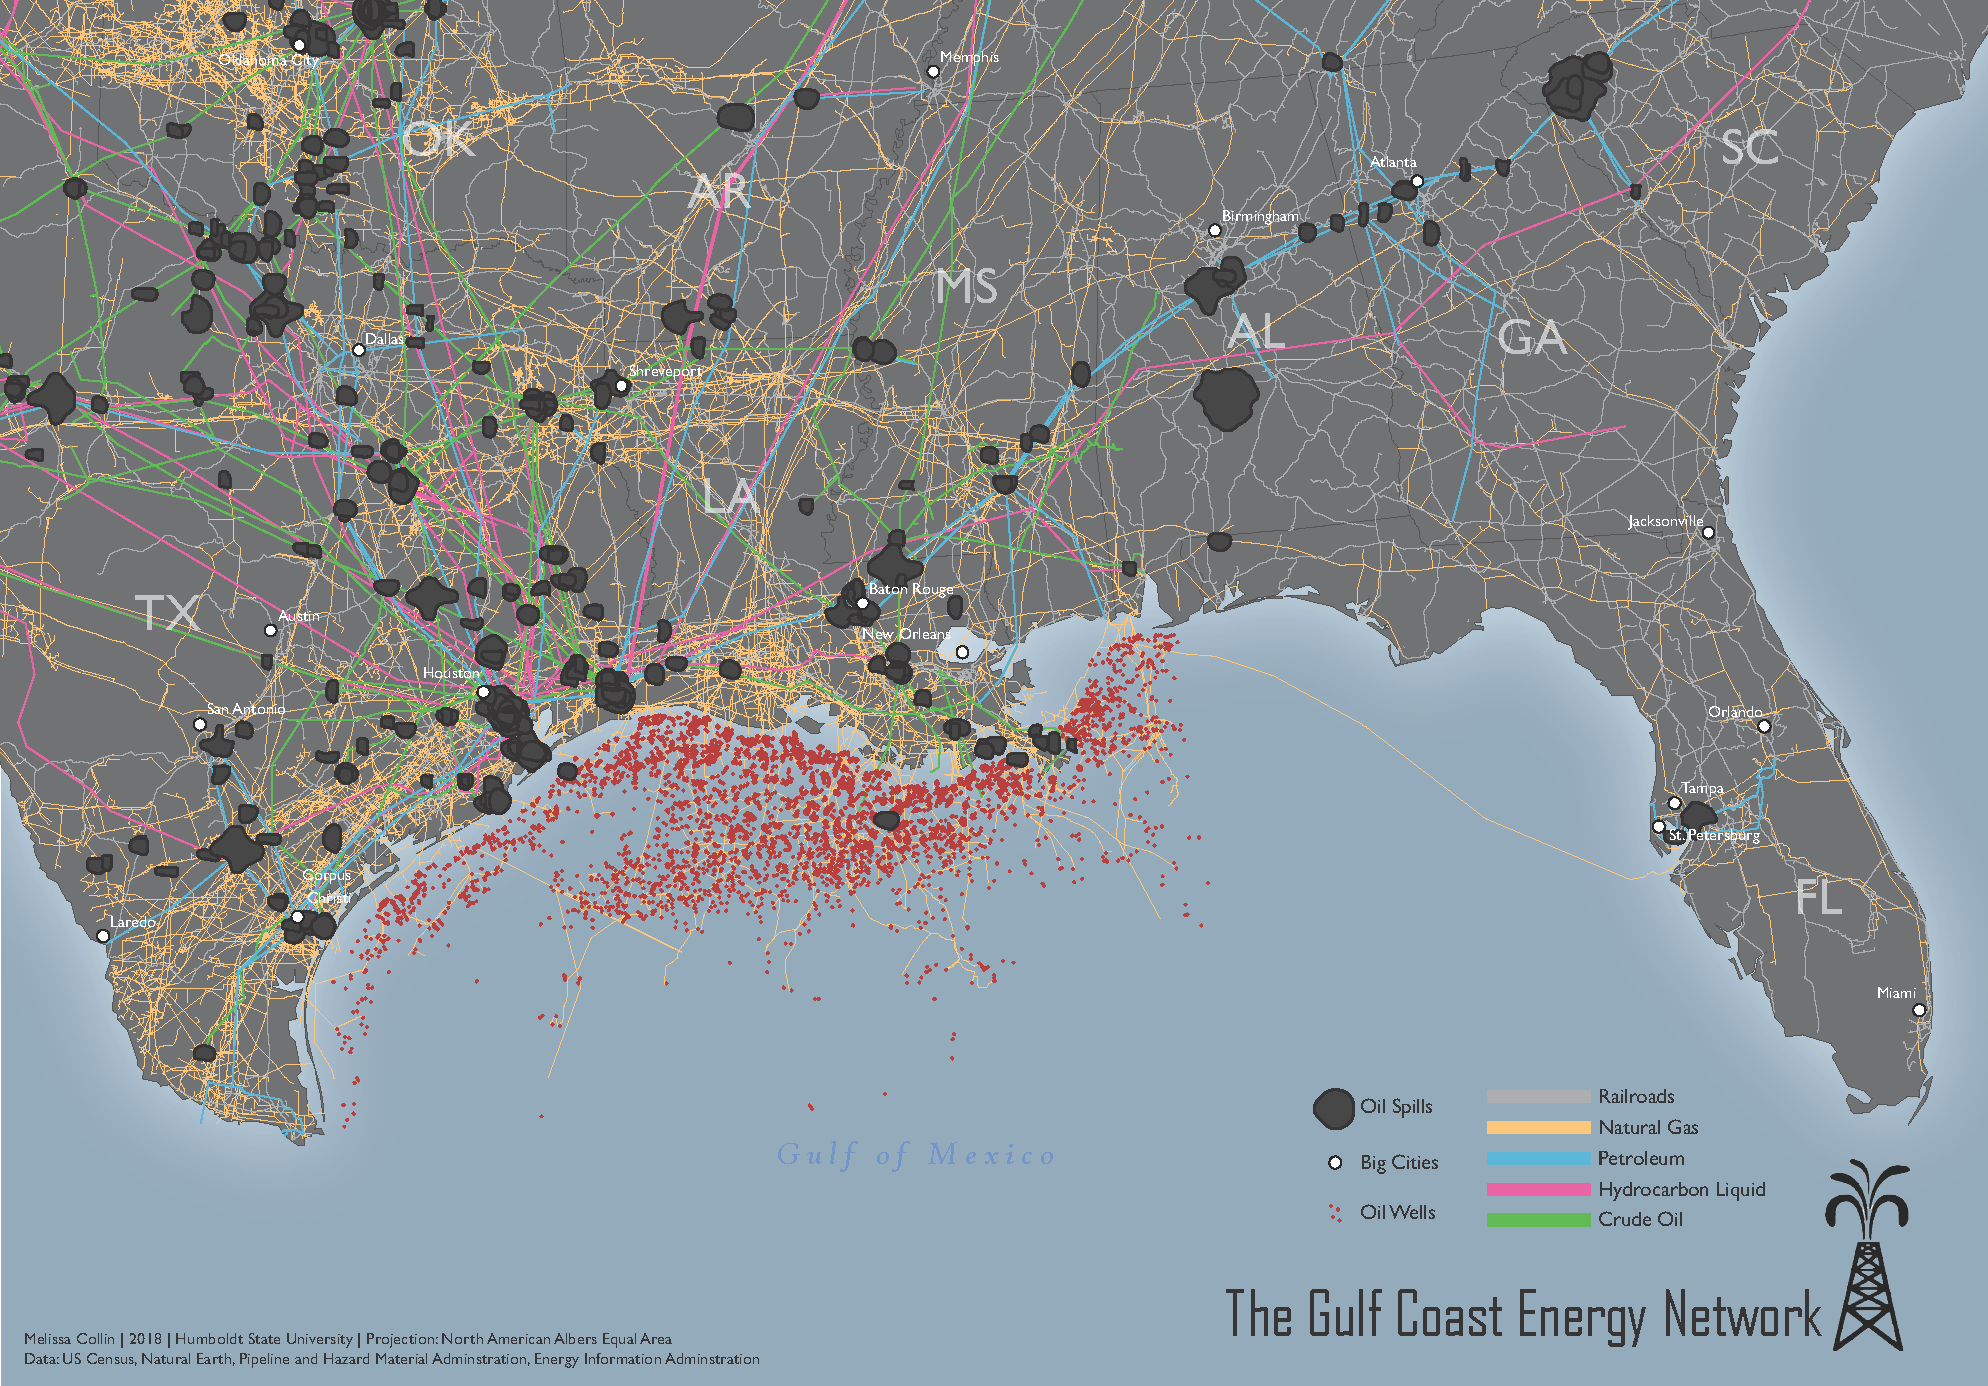 Oklahoma City
Memphis
OK
SC
Atlanta
AR
Birmingham
MS
AL
GA
Dallas
Shreveport
LA
Jacksonville
Baton Rouge
TX
Austin
New Orleans
Houston
San Antonio
Orlando
Tampa
St. Petersburg
Corpus
Christi
FL
Laredo
Miami
Gulf of Mexico
Oil Spills
Big Cities
Oil Wells
Railroads
Natural Gas
Petroleum
Hydrocarbon Liquid
Crude Oil
The Gulf Coast Energy Network
Melissa Collin | 2018 | Humboldt State University | Projection: North American Albers Equal Area
Data: US Census, Natural Earth, Pipeline and Hazard Material Adminstration, Energy Information Adminstration